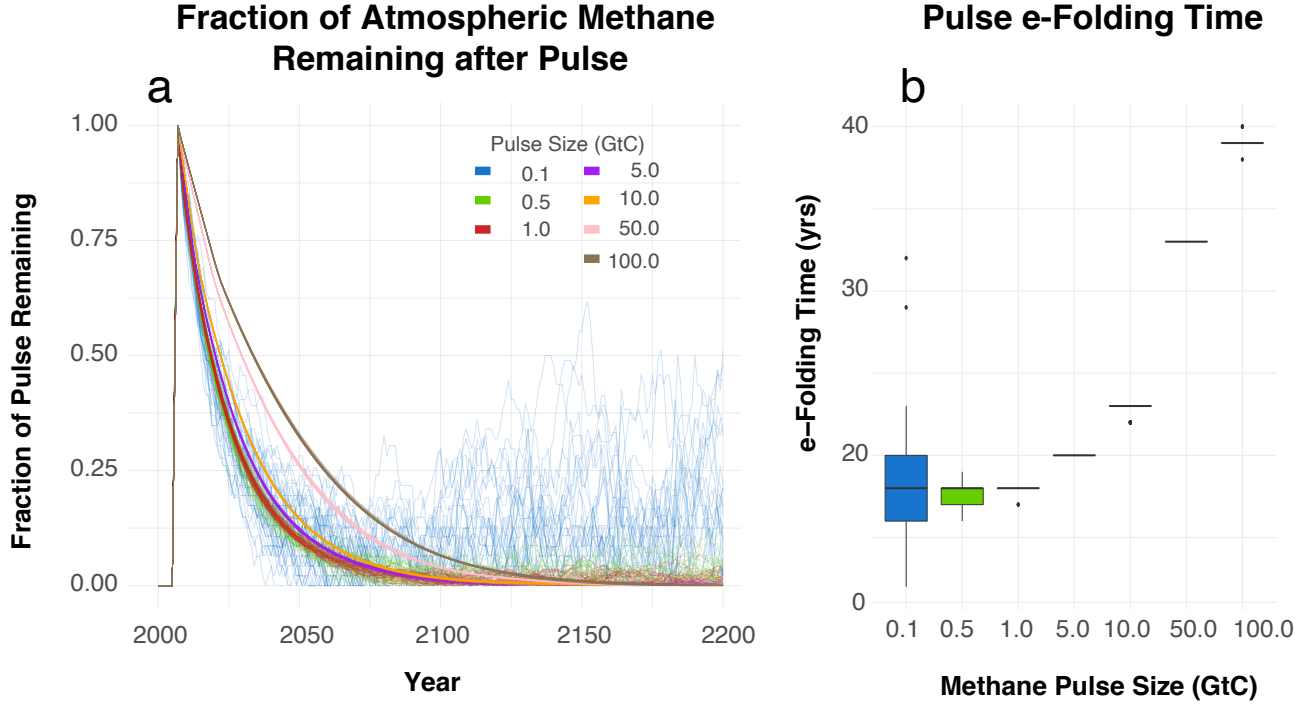 Fraction of Atmospheric Methane
Remaining after Pulse
Pulse e-Folding Time
a
b
Fraction of Pulse Remaining
1.00
0.75
0.50
0.25
0.00
Pulse Size (GtC)
0.1 5.0
0.5 10.0
1.0 50.0
100.0
2000 2050 2100 2150 2200
Year
e-Folding Time (yrs)
40
30
20
0
0.1 0.5 1.0 5.0 10.0 50.0 100.0
Methane Pulse Size (GtC)